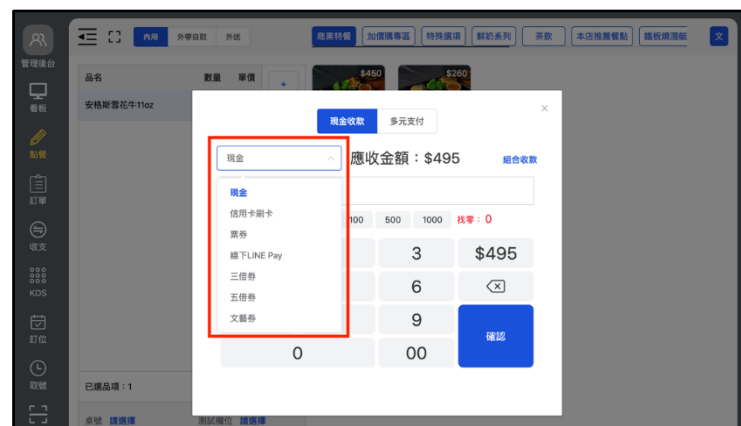 管理後台
看板
點餐
訂單
收支
KDS
訂位
取號
內用 外帶自取 外送
商業特餐 加價購專區 特殊選項 鮮奶系列 茶飲 本店推薦餐點 鐵板燒潛艇 文
品名 數量 單價 +
$450 $260
安格斯雪花牛11oz
現金收款 多元支付 ×
現金 應收金額：$495 組合收款
現金
信用卡刷卡
票券
線下LINE Pay
三倍券
五倍券
文藝券
100 500 1000 找零：0
3 $495
6
9 確認
0 00
已選品項：1
桌號 請選擇 測試欄位 請選擇